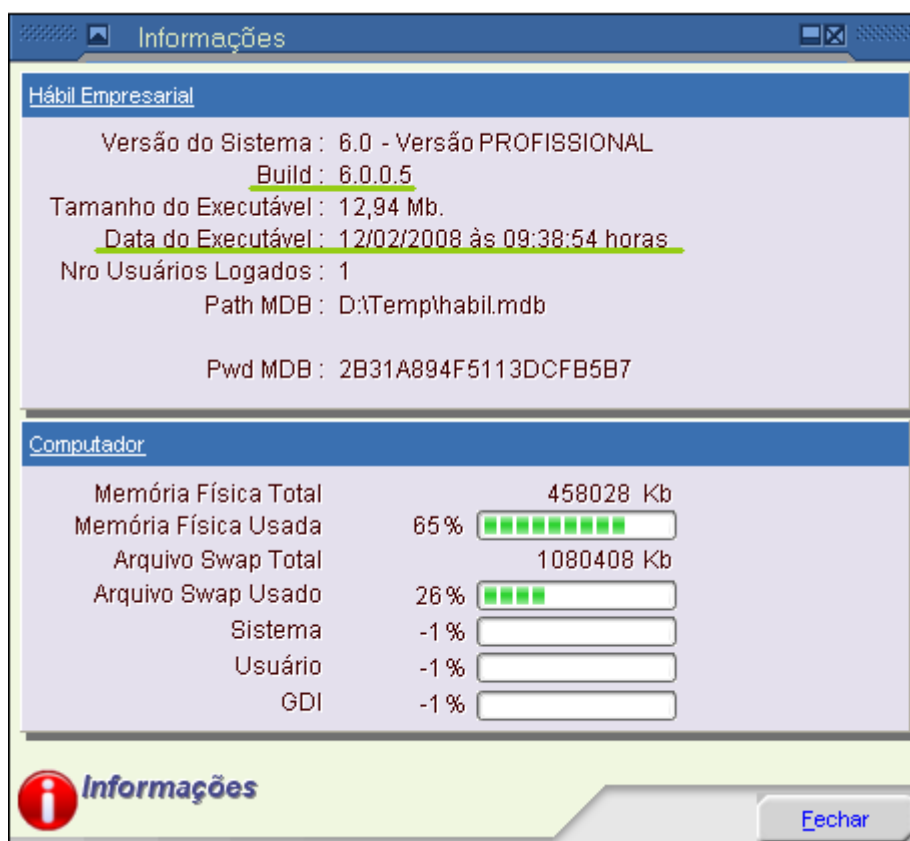 Informações
Hábil Empresarial
Versão do Sistema : 6.0 - Versão PROFISSIONAL
Build : 6.0.0.5
Tamanho do Executável : 12,94 Mb.
Data do Executável : 12/02/2008 às 09:38:54 horas
Nro Usuários Logados : 1
Path MDB : D:\Temp\habil.mdb
Pwd MDB : 2B31A894F5113DCFB5B7
Computador
Memória Física Total 458028 Kb
Memória Física Usada 65%
Arquivo Swap Total 1080408 Kb
Arquivo Swap Usado 26%
Sistema -1%
Usuário -1%
GDI -1%
Informações
Fechar